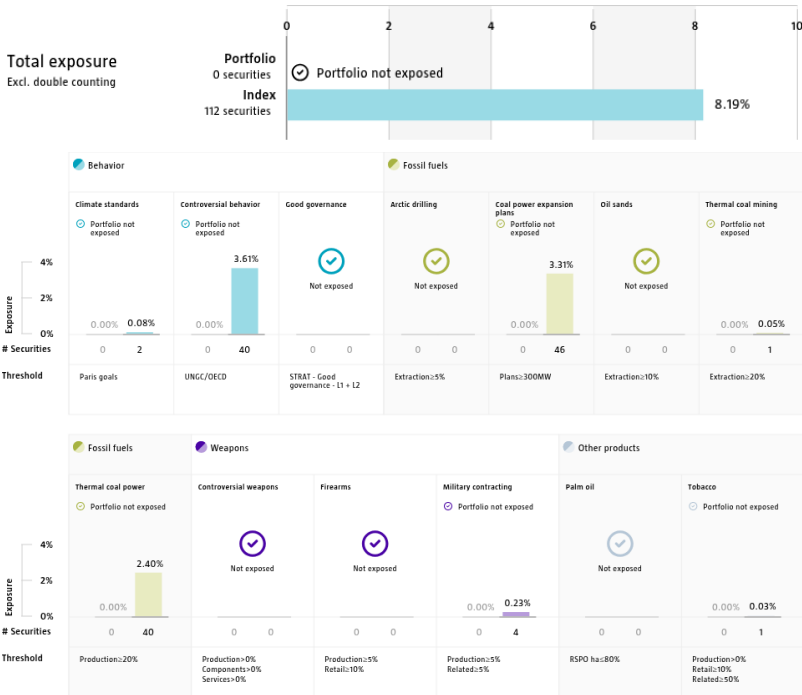 0 2 4 6 8 10
Total exposure
Excl. double counting
Portfolio
0 securities
Portfolio not exposed
Index
112 securities
8.19%
Behavior
Fossil fuels
Climate standards
Controversial behavior
Good governance
Arctic drilling
Coal power expansion
plans
Oil sands
Thermal coal mining
Portfolio not
exposed
Portfolio not
exposed
Portfolio not
exposed
Portfolio not
exposed
Not exposed
Not exposed
Not exposed
Exposure
4%
2%
0%
0.00% 0.08%
0.00% 3.61%
0.00% 3.31%
0.00% 0.05%
# Securities 0 2 0 40 0 0 0 0 0 46 0 0 0 1
Threshold
Paris goals
UNGC/OECD
STRAT - Good
governance - L1 + L2
Extraction≥5%
Plans≥300MW
Extraction≥10%
Extraction≥20%
Fossil fuels
Weapons
Other products
Thermal coal power
Controversial weapons
Firearms
Military contracting
Palm oil
Tobacco
Portfolio not exposed
Portfolio not exposed
Portfolio not exposed
Not exposed
Not exposed
Not exposed
Exposure
4%
2%
0%
0.00% 2.40%
0.00% 0.23%
0.00% 0.03%
# Securities 0 40 0 0 0 0 0 4 0 0 0 1
Threshold
Production≥20%
Production>0%
Components>0%
Services>0%
Production≥5%
Retail≥10%
Production≥5%
Related≥5%
RSPO ha≤80%
Production>0%
Retail≥10%
Related≥50%